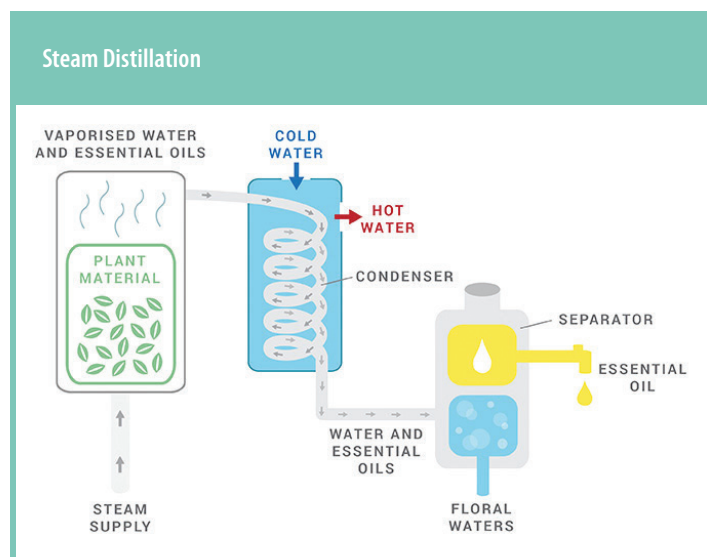 Steam Distillation
VAPORISED WATER
AND ESSENTIAL OILS
COLD
WATER
HOT
WATER
PLANT
MATERIAL
CONDENSER
SEPARATOR
ESSENTIAL
OIL
WATER AND
ESSENTIAL
OILS
STEAM
SUPPLY
FLORAL
WATERS